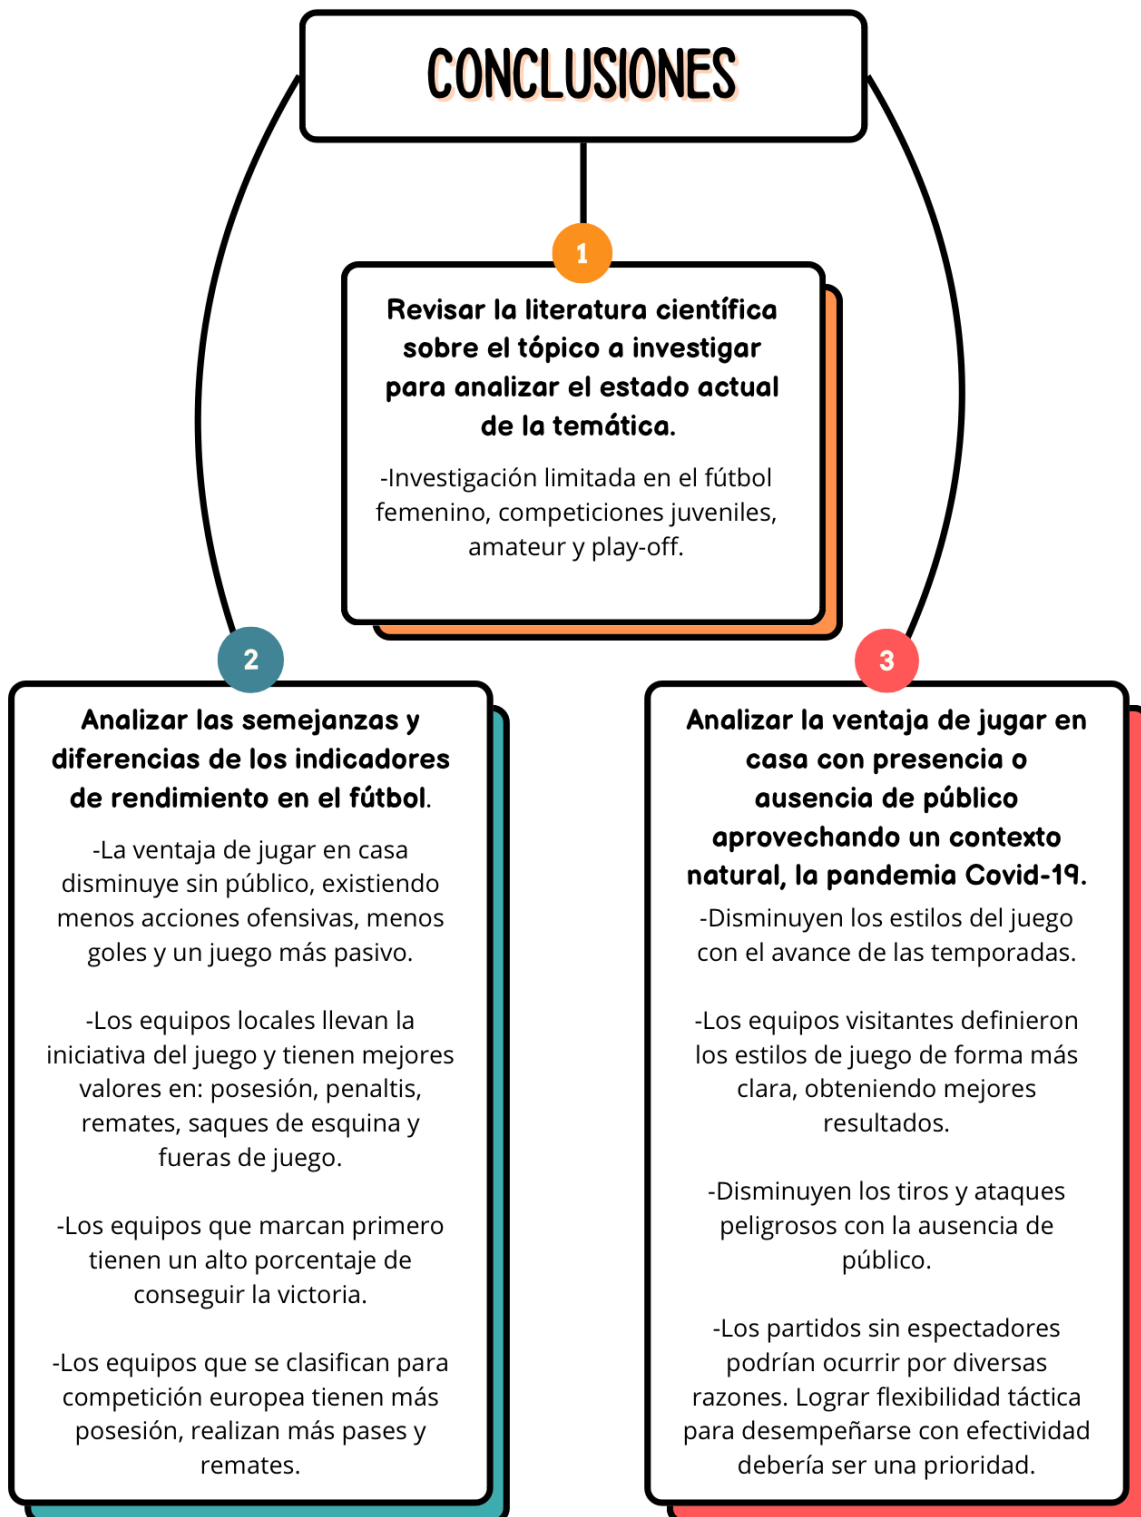 CONCLUSIONES
1
Revisar la literatura científica
sobre el tópico a investigar
para analizar el estado actual
de la temática.
-Investigación limitada en el fútbol
femenino, competiciones juveniles,
amateur y play-off.
2
Analizar las semejanzas y
diferencias de los indicadores
de rendimiento en el fútbol.
-La ventaja de jugar en casa
disminuye sin público, existiendo
menos acciones ofensivas, menos
goles y un juego más pasivo.
-Los equipos locales llevan la
iniciativa del juego y tienen mejores
valores en: posesión, penaltis,
remates, saques de esquina y
fueras de juego.
-Los equipos que marcan primero
tienen un alto porcentaje de
conseguir la victoria.
-Los equipos que se clasifican para
competición europea tienen más
posesión, realizan más pases y
remates.
3
Analizar la ventaja de jugar en
casa con presencia o
ausencia de público
aprovechando un contexto
natural, la pandemia Covid-19.
-Disminuyen los estilos del juego
con el avance de las temporadas.
-Los equipos visitantes definieron
los estilos de juego de forma más
clara, obteniendo mejores
resultados.
-Disminuyen los tiros y ataques
peligrosos con la ausencia de
público.
-Los partidos sin espectadores
podrían ocurrir por diversas
razones. Lograr flexibilidad táctica
para desempeñarse con efectividad
debería ser una prioridad.